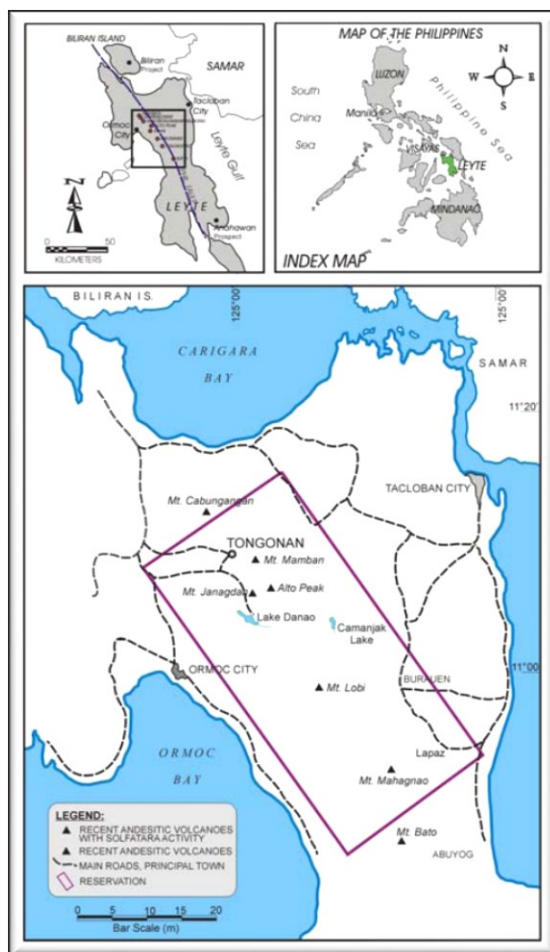 BILIRAN ISLAND
Biliran
Project
SAMAR
Tacloban
City
Ormoc
City
Leyte Gulf
LEYTE
Anahawan
Prospect
N
0 50
KILOMETERS
MAP OF THE PHILIPPINES
LUZON
N
W E
S
South
China
Sea
Manila
Philippine Sea
VISAYAS
LEYTE
MINDANAO
INDEX MAP
BILIRAN IS.
125°00'
125°00'
CARIGARA
BAY
SAMAR
11°20'
TACLOBAN CITY
Mt. Cabungangan
TONGONAN
Mt. Mamban
Mt. Janagdan
Alto Peak
Lake Danao
Camanjak
Lake
ORMOC CITY
11°00'
BURAUEN
Mt. Lobi
ORMOC
BAY
Lapaz
Mt. Mahagnao
Mt. Bato
ABUYOG
LEGEND:
RECENT ANDESITIC VOLCANOES
WITH SOLFATARA ACTIVITY
RECENT ANDESITIC VOLCANOES
MAIN ROADS, PRINCIPAL TOWN
RESERVATION
0 5 10 15 20
Bar Scale (m)